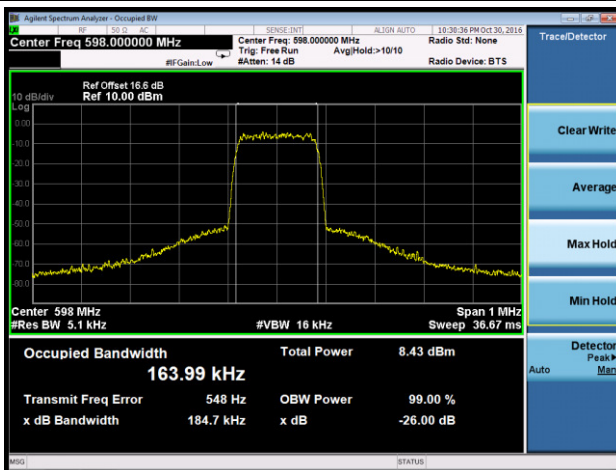 Agilent Spectrum Analyzer - Occupied BW
RF 50 Ω AC SENSE:INT ALIGN AUTO 10:30:36 PM Oct 30, 2016
Center Freq 598.000000 MHz Center Freq: 598.000000 MHz Radio Std: None
Trig: Free Run Avg|Hold:>10/10
#IFGain:Low #Atten: 14 dB Radio Device: BTS
Ref Offset 16.6 dB
10 dB/div Ref 10.00 dBm
Log
0.00
-10.0
-20.0
-30.0
-40.0
-50.0
-60.0
-70.0
-80.0
Center 598 MHz Span 1 MHz
#Res BW 5.1 kHz #VBW 16 kHz Sweep 36.67 ms
Occupied Bandwidth Total Power 8.43 dBm
163.99 kHz
Transmit Freq Error 548 Hz OBW Power 99.00 %
x dB Bandwidth 184.7 kHz x dB -26.00 dB
MSG STATUS
Trace/Detector
Clear Write
Average
Max Hold
Min Hold
Detector
Peak▶
Auto Man